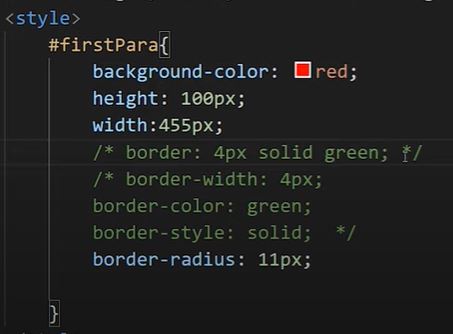 <style>
#firstPara{
background-color: red;
height: 100px;
width:455px;
/* border: 4px solid green; */
/* border-width: 4px;
border-color: green;
border-style: solid;  */
border-radius: 11px;
}